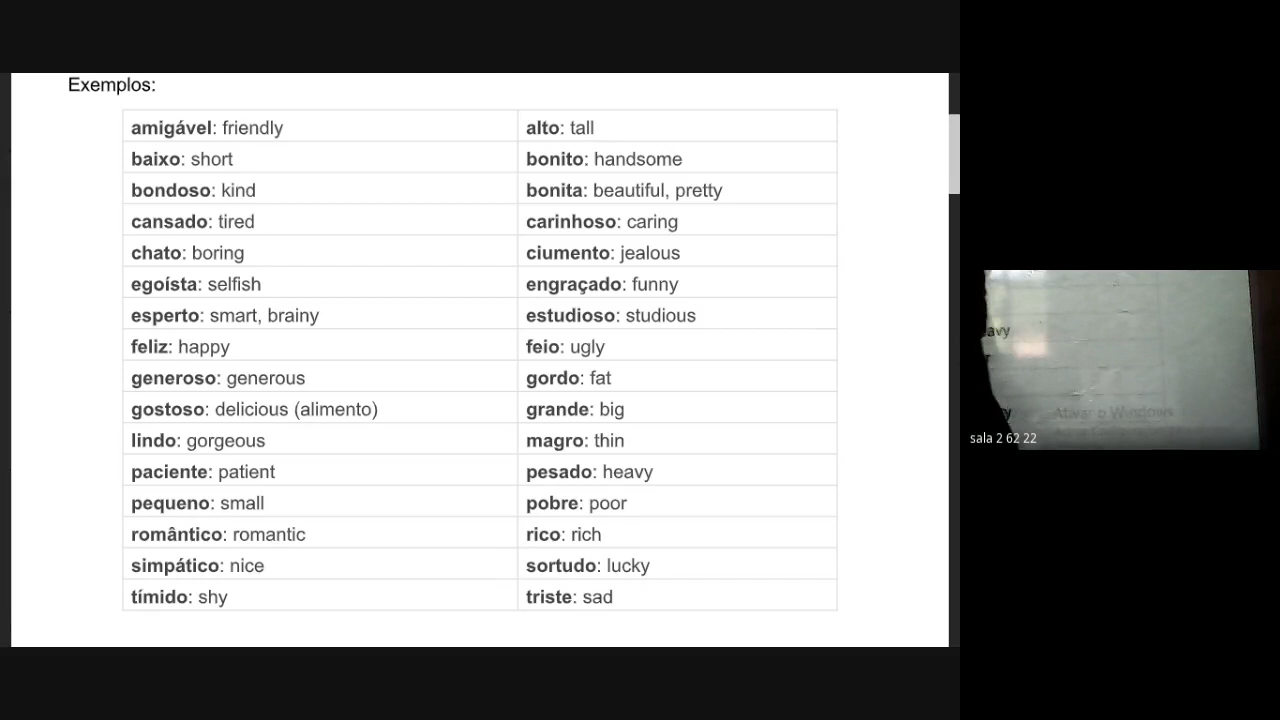 Exemplos:
amigável: friendly
alto: tall
baixo: short
bonito: handsome
bondoso: kind
bonita: beautiful, pretty
cansado: tired
carinhoso: caring
chato: boring
ciumento: jealous
egoísta: selfish
engraçado: funny
esperto: smart, brainy
estudioso: studious
feliz: happy
feio: ugly
generoso: generous
gordo: fat
gostoso: delicious (alimento)
grande: big
lindo: gorgeous
magro: thin
paciente: patient
pesado: heavy
pequeno: small
pobre: poor
romântico: romantic
rico: rich
simpático: nice
sortudo: lucky
tímido: shy
triste: sad
avy
Ativar o Windows
sala 2 62 22